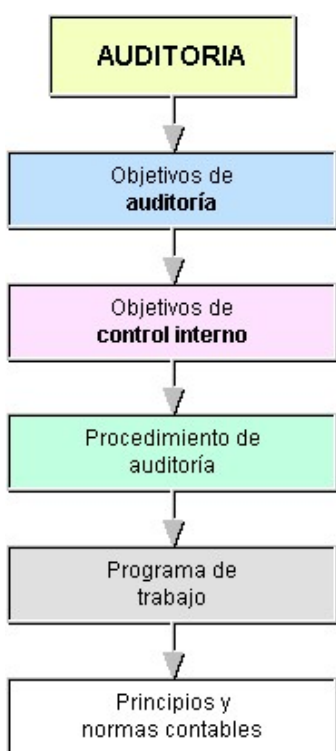 AUDITORIA
Objetivos de
auditoría
Objetivos de
control interno
Procedimiento de
auditoría
Programa de
trabajo
Principios y
normas contables